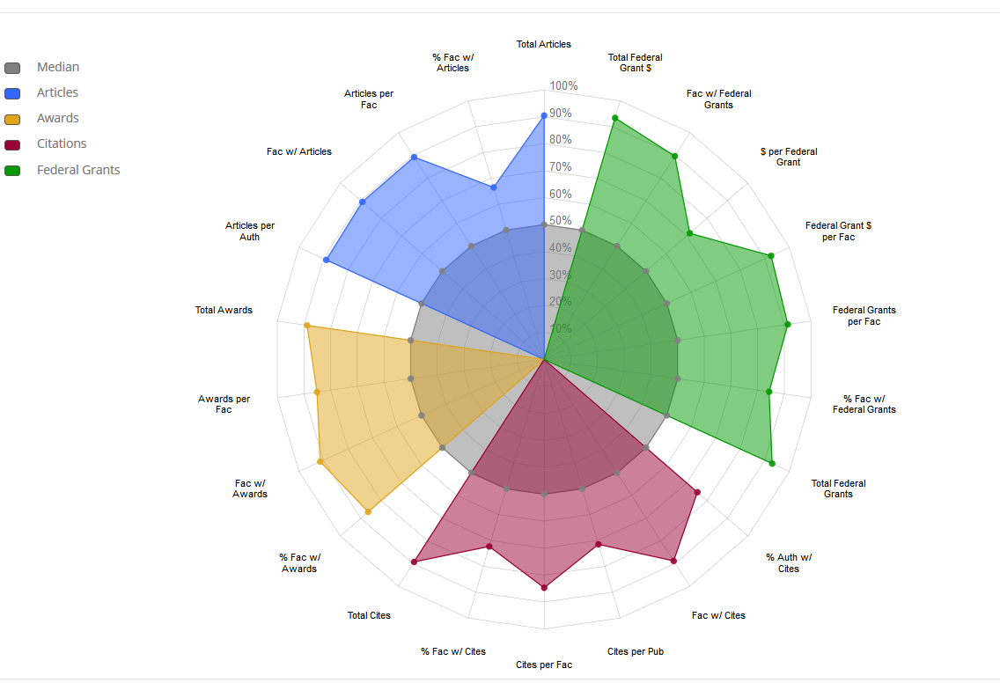 Median
Articles
Awards
Citations
Federal Grants
Total Articles
Total Federal
Grant $
Fac w/ Federal
Grants
$ per Federal
Grant
Federal Grant $
per Fac
Federal Grants
per Fac
% Fac w/
Federal Grants
Total Federal
Grants
% Auth w/
Cites
Fac w/ Cites
Cites per Pub
Cites per Fac
% Fac w/ Cites
Total Cites
% Fac w/
Awards
Fac w/
Awards
Awards per
Fac
Total Awards
Articles per
Auth
Fac w/ Articles
Articles per
Fac
% Fac w/
Articles
100%
90%
80%
70%
60%
50%
40%
30%
20%
10%